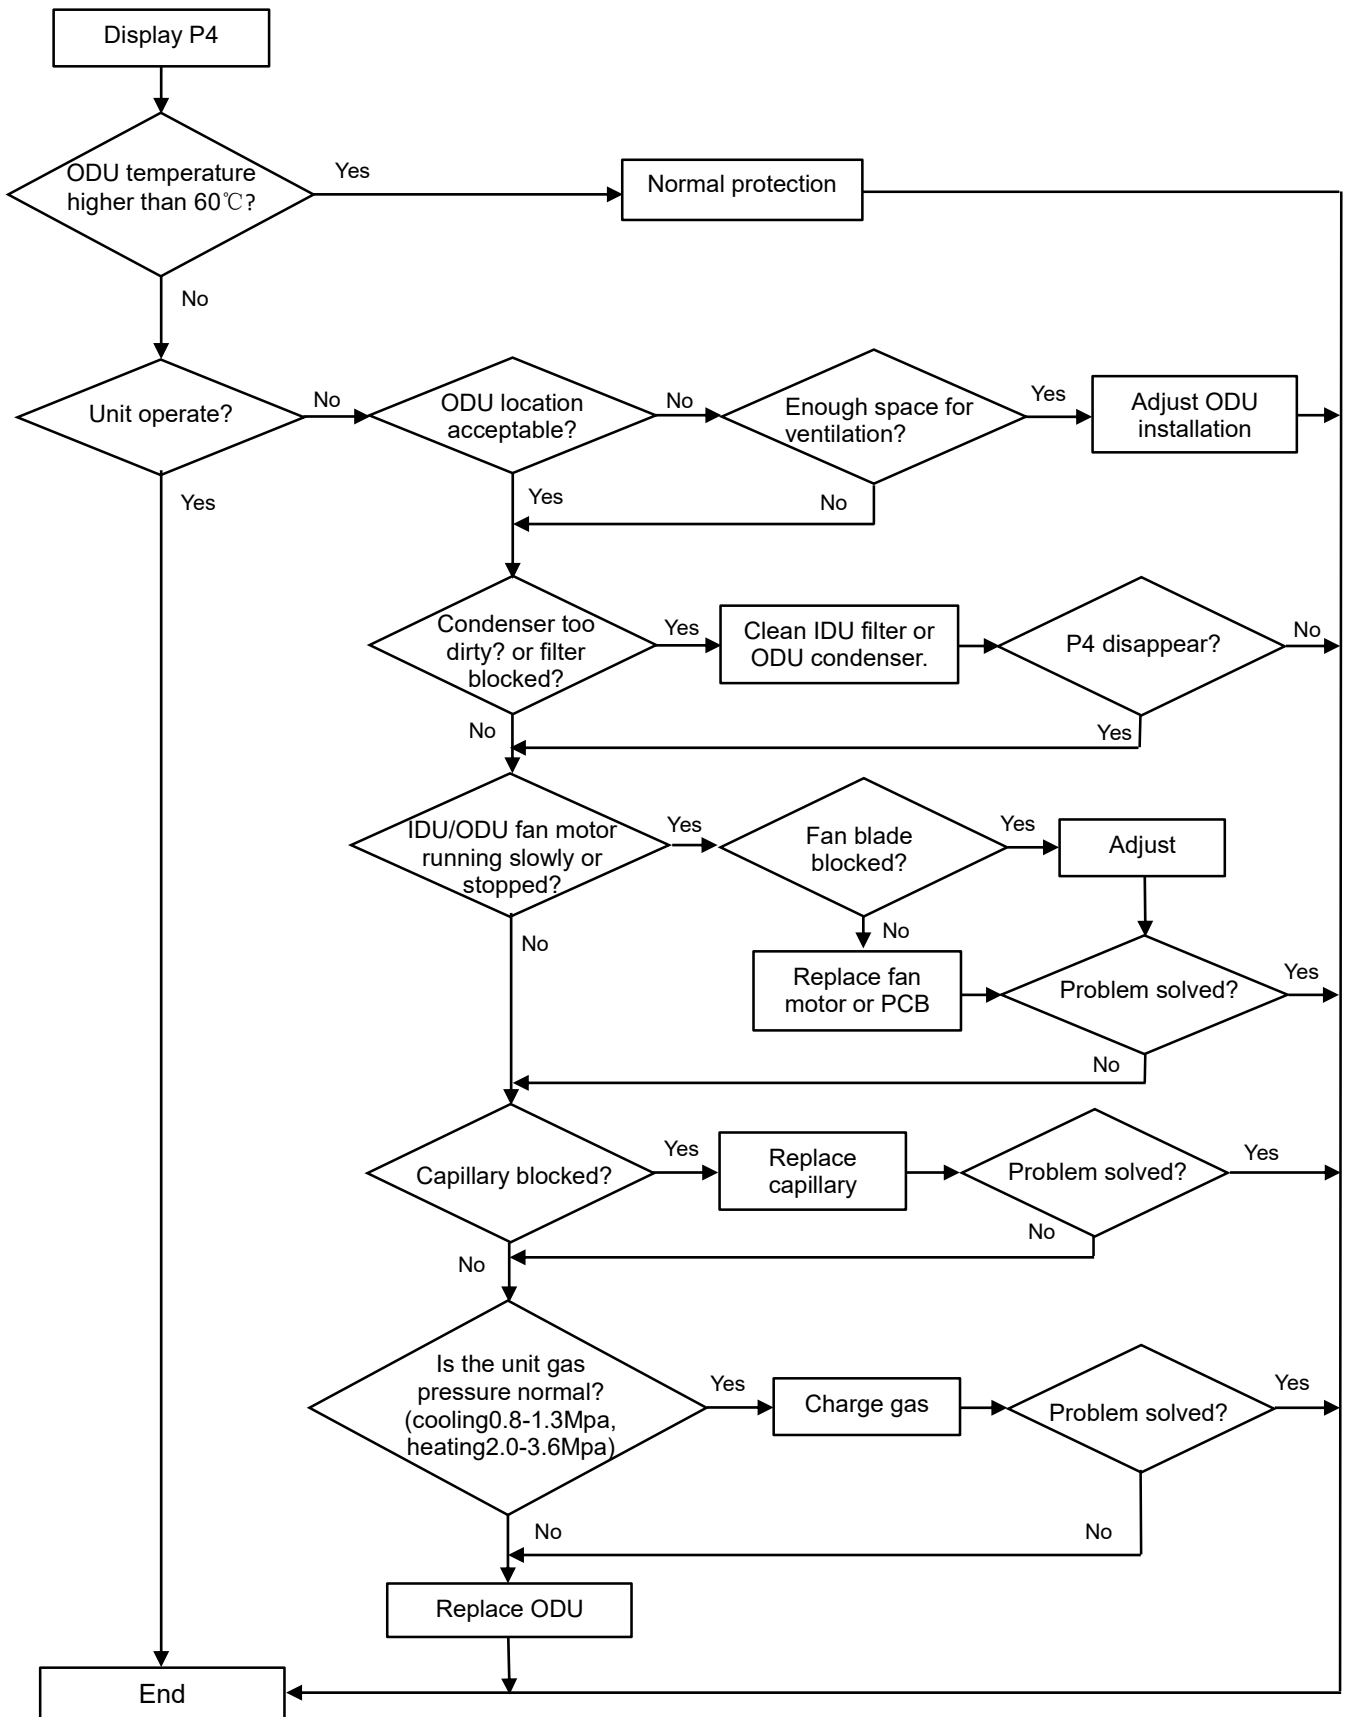 Display P4
ODU temperature
higher than 60℃?
Yes
Normal protection
No
Unit operate?
No
ODU location
acceptable?
No
Enough space for
ventilation?
Yes
Adjust ODU
installation
Yes
Yes
No
Condenser too
dirty? or filter
blocked?
Yes
Clean IDU filter or
ODU condenser.
P4 disappear?
No
No
Yes
IDU/ODU fan motor
running slowly or
stopped?
Yes
Fan blade
blocked?
Yes
Adjust
No
No
Replace fan
motor or PCB
Problem solved?
Yes
No
Capillary blocked?
Yes
Replace
capillary
Problem solved?
Yes
No
No
Is the unit gas
pressure normal?
(cooling0.8-1.3Mpa,
heating2.0-3.6Mpa)
Yes
Charge gas
Problem solved?
Yes
No
No
Replace ODU
End